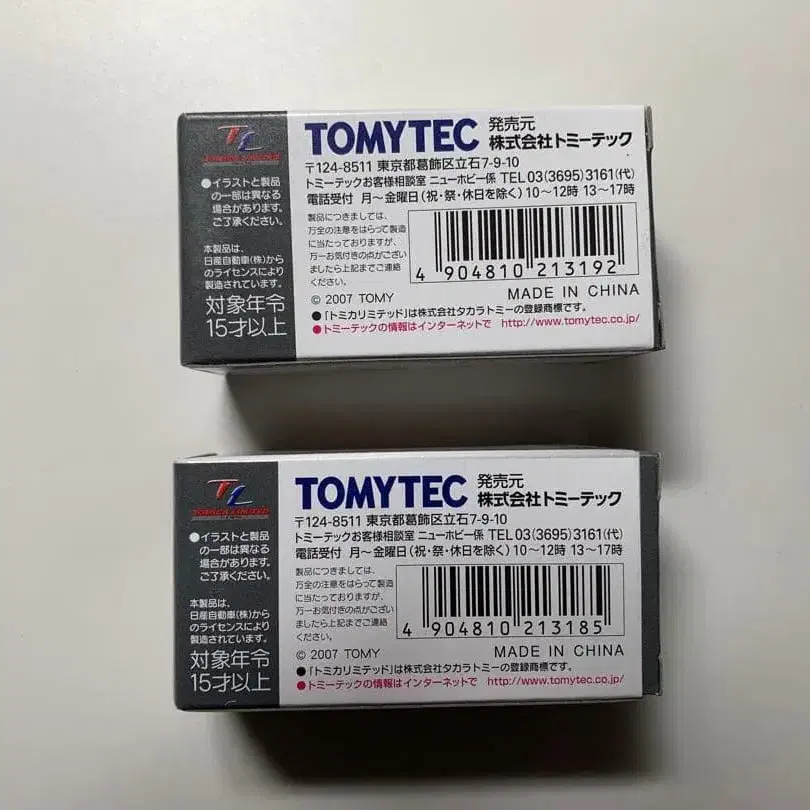 TOMICA LIMITED
●イラストと製品
の一部は異なる
場合があります。
ご了承ください。
本製品は、
日産自動車(株)から
のライセンスにより
製造されています。
対象年令
15才以上
TOMYTEC 発売元
株式会社トミーテック
〒124-8511 東京都葛飾区立石7-9-10
トミーテックお客様相談室 ニューホビー係 TEL 03(3695)3161(代)
電話受付 月〜金曜日(祝・祭・休日を除く)10〜12時 13〜17時
製品につきましては、
万全の注意をはらって製造
に当たっておりますが、
万一お気付きの点がござい
ましたら上記までご連絡
ください。
4 904810 213192
© 2007 TOMY MADE IN CHINA
●「トミカリミテッド」は株式会社タカラトミーの登録商標です。
●トミーテックの情報はインターネットで http://www.tomytec.co.jp/
TOMICA LIMITED
●イラストと製品
の一部は異なる
場合があります。
ご了承ください。
本製品は、
日産自動車(株)から
のライセンスにより
製造されています。
対象年令
15才以上
TOMYTEC 発売元
株式会社トミーテック
〒124-8511 東京都葛飾区立石7-9-10
トミーテックお客様相談室 ニューホビー係 TEL 03(3695)3161(代)
電話受付 月〜金曜日(祝・祭・休日を除く)10〜12時 13〜17時
製品につきましては、
万全の注意をはらって製造
に当たっておりますが、
万一お気付きの点がござい
ましたら上記までご連絡
ください。
4 904810 213185
© 2007 TOMY MADE IN CHINA
●「トミカリミテッド」は株式会社タカラトミーの登録商標です。
●トミーテックの情報はインターネットで http://www.tomytec.co.jp/